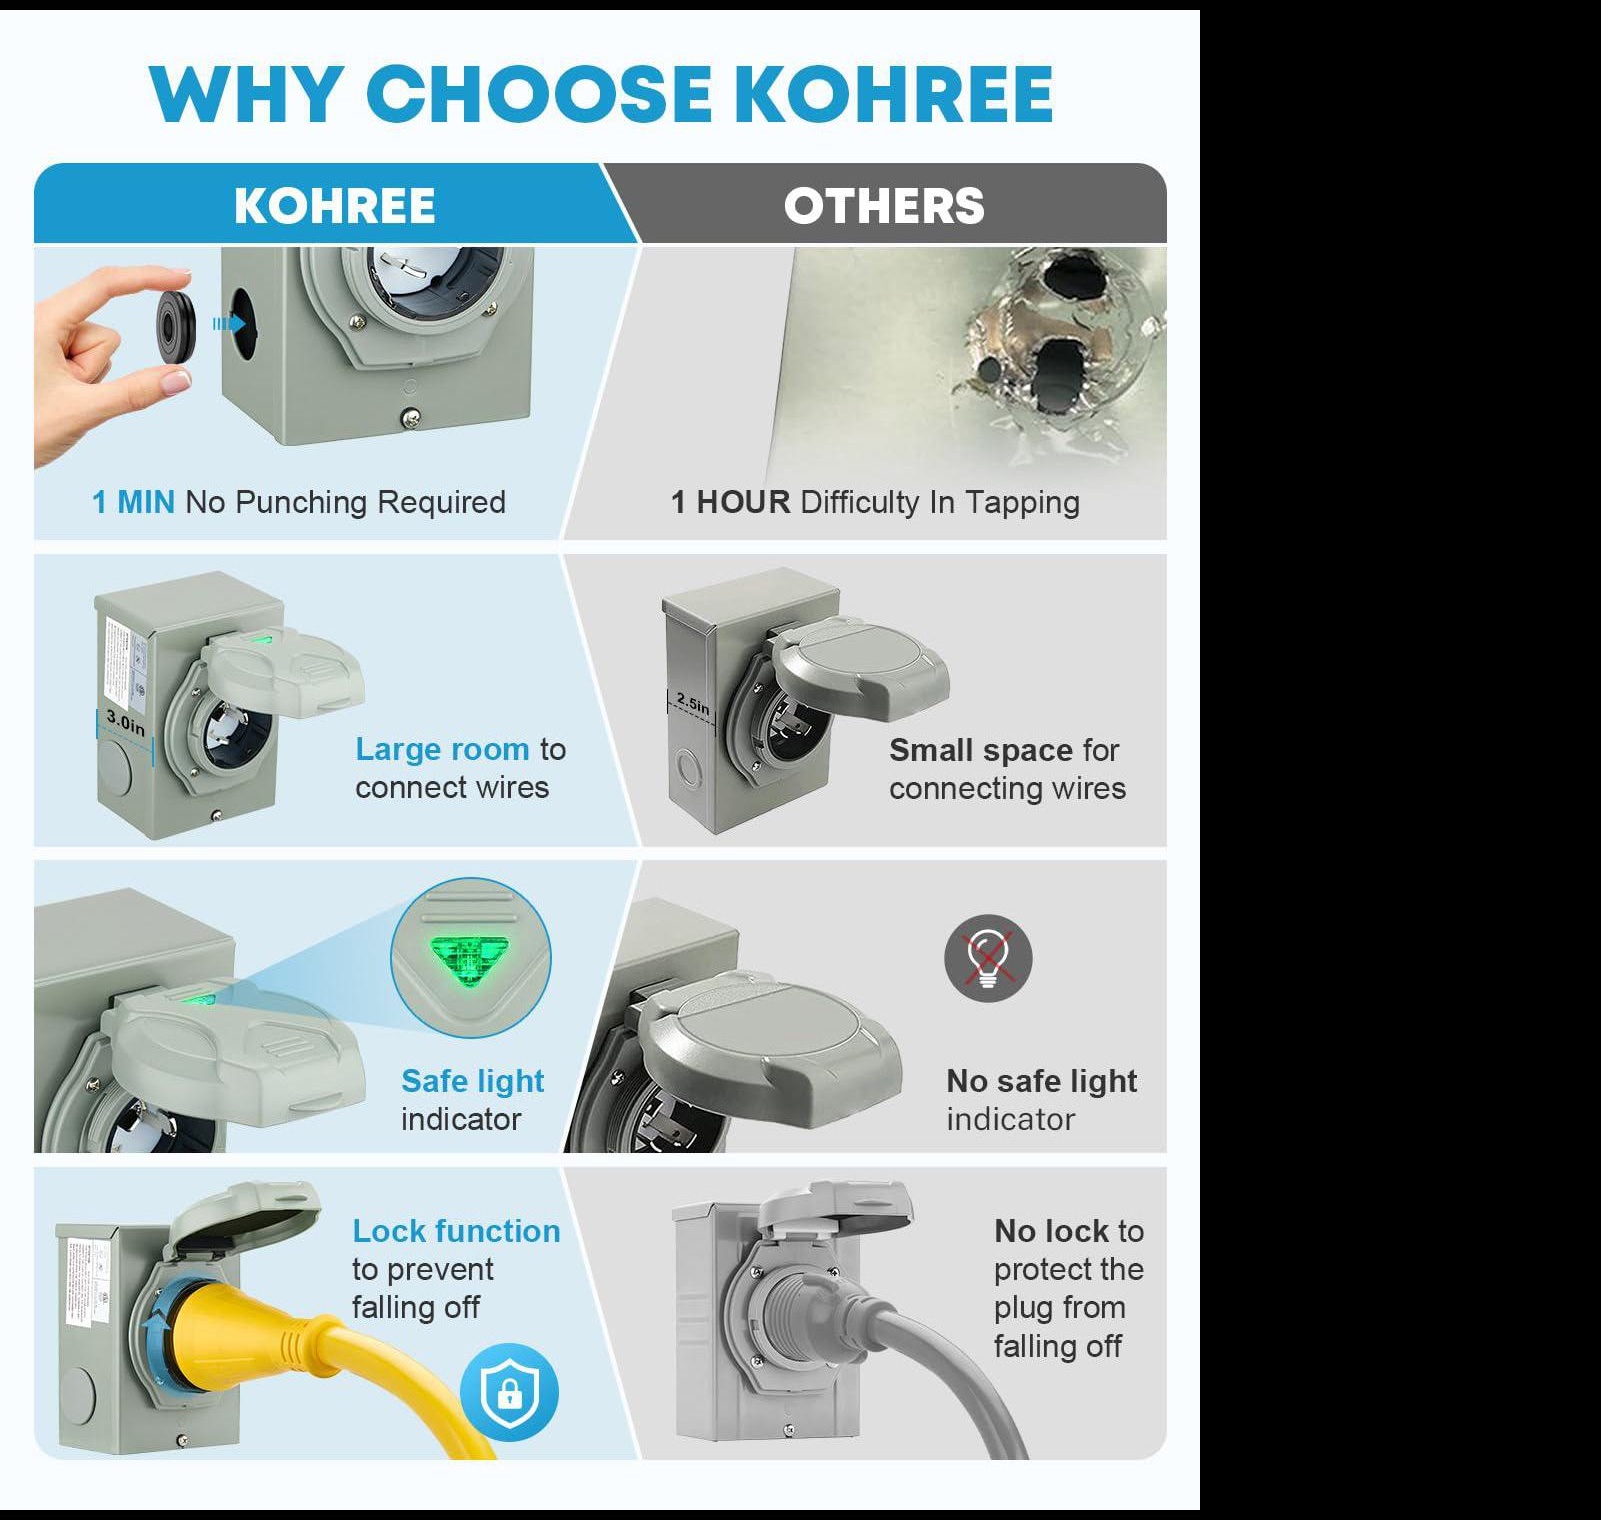 WHY CHOOSE KOHREE
KOHREE
OTHERS
1 MIN No Punching Required
1 HOUR Difficulty In Tapping
3.0in
Large room to
connect wires
2.5in
Small space for
connecting wires
Safe light
indicator
No safe light
indicator
Lock function
to prevent
falling off
No lock to
protect the
plug from
falling off